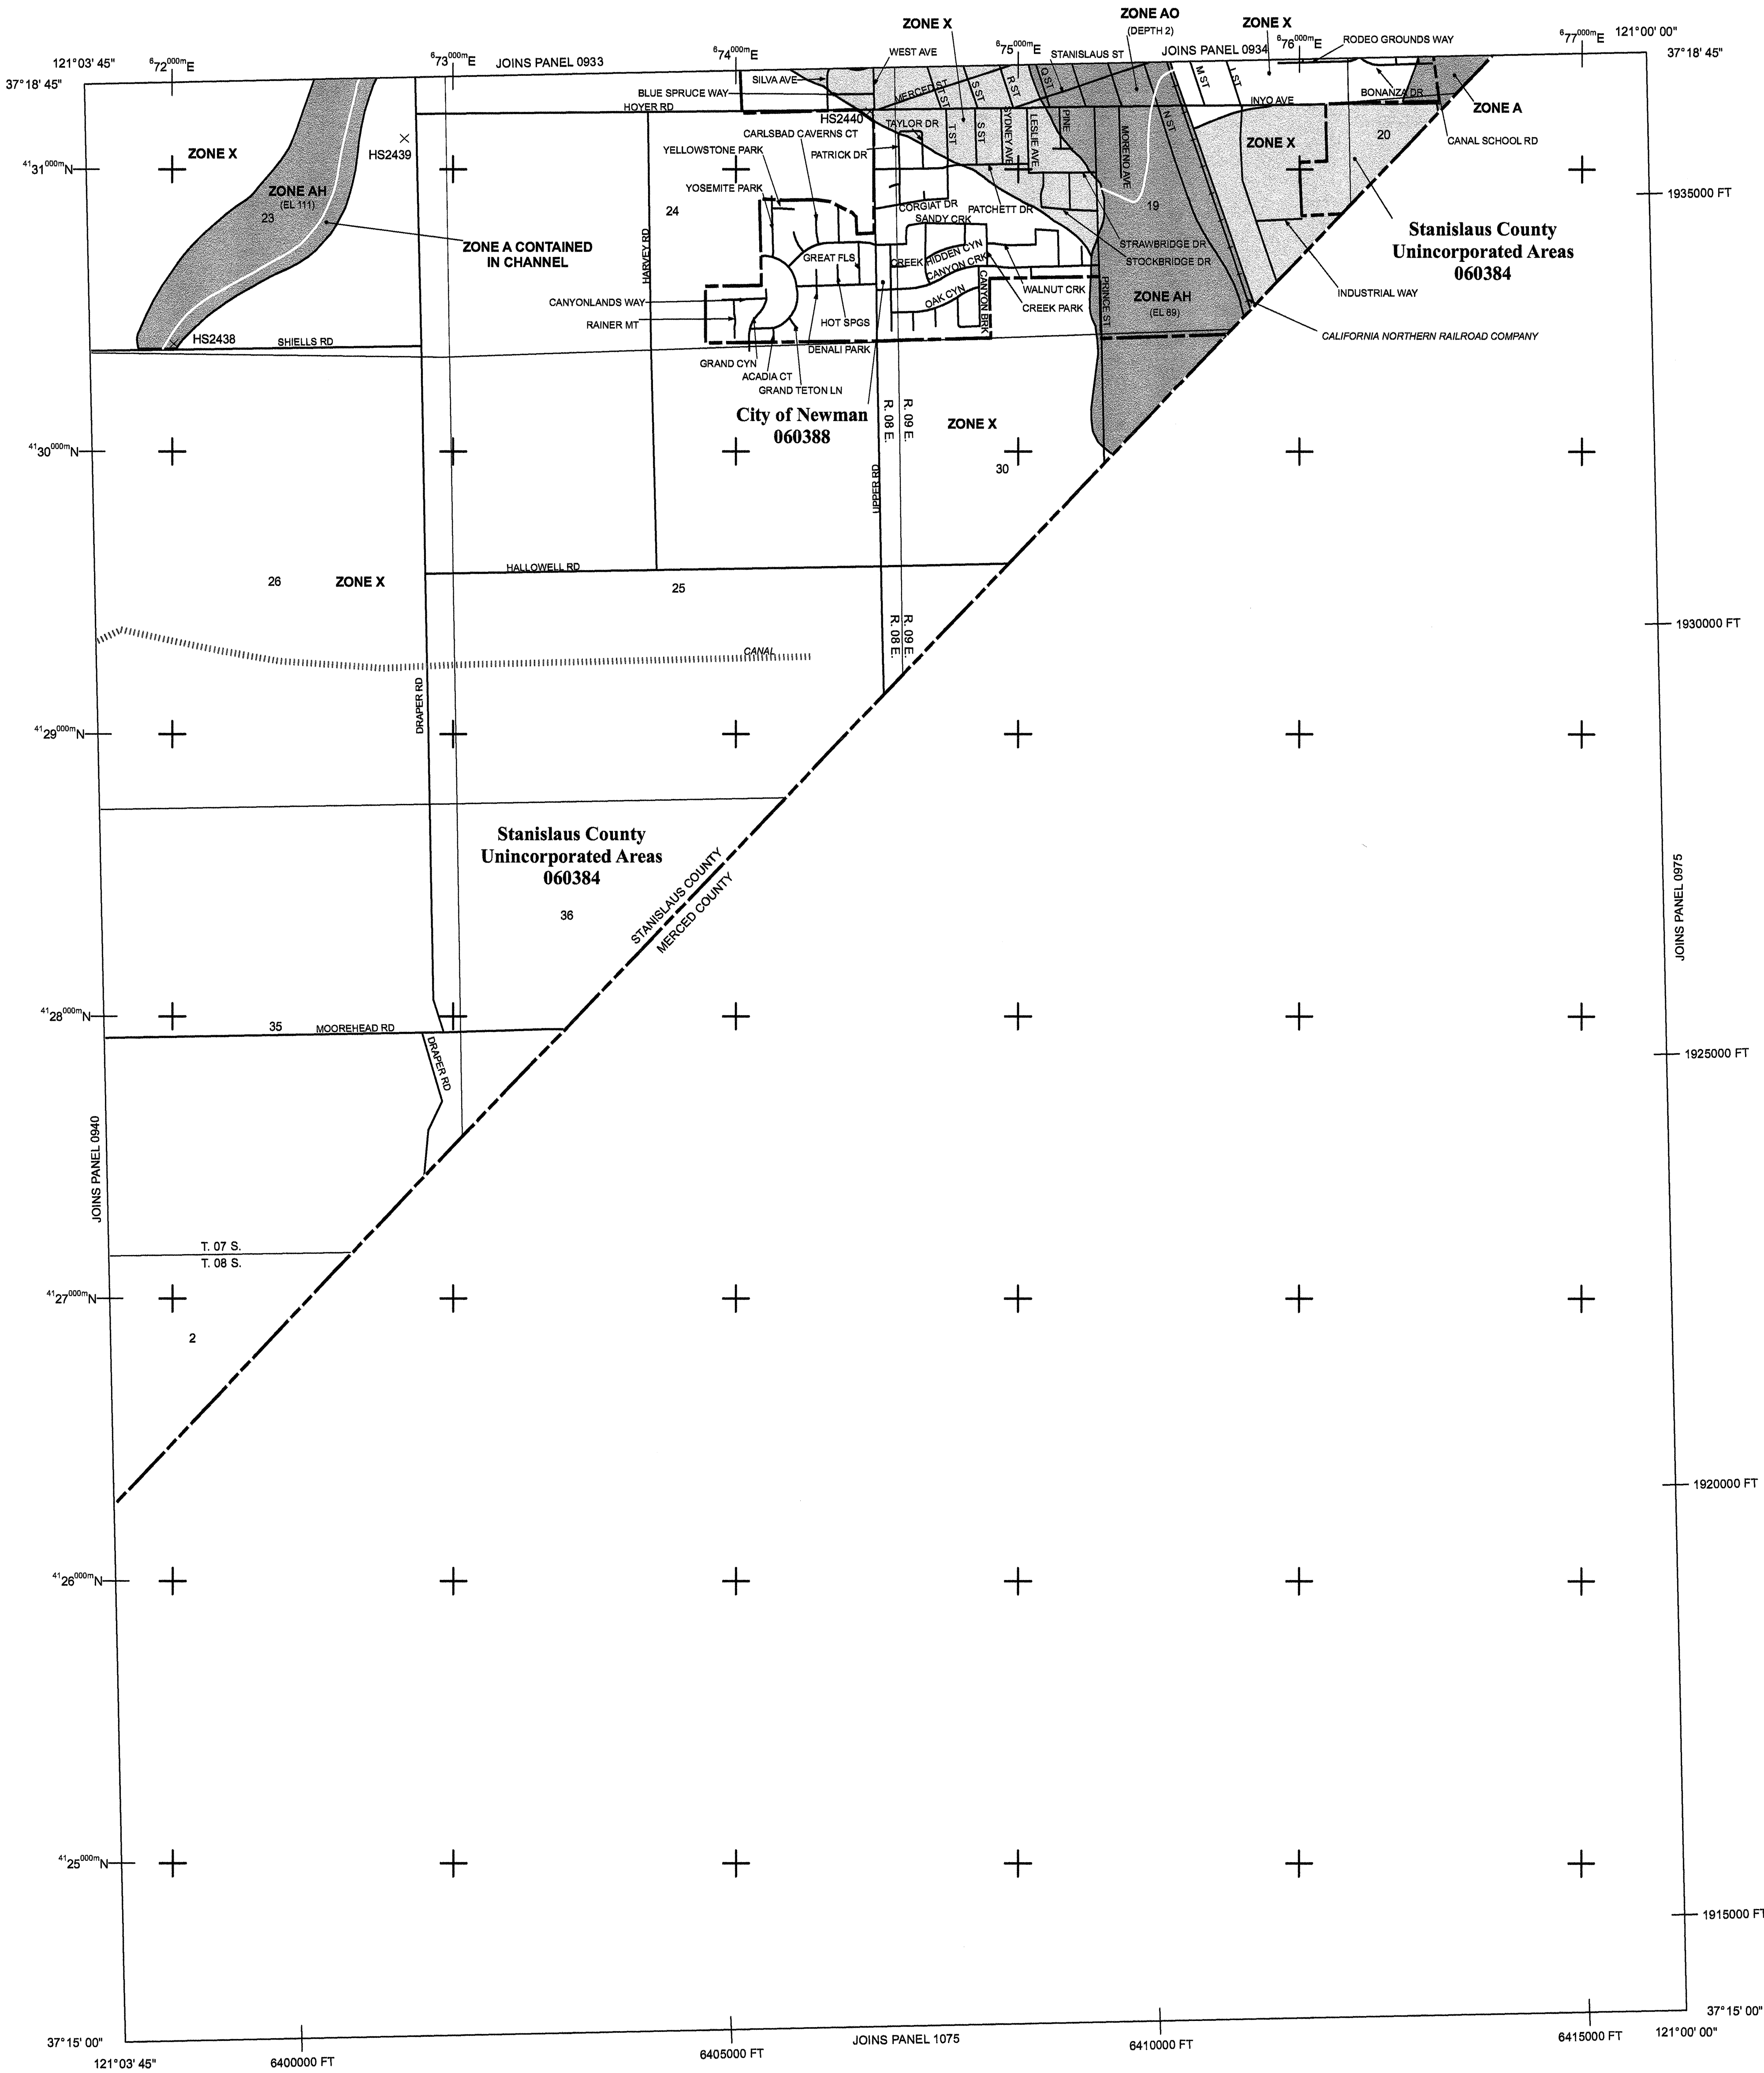 ZONE AO
(DEPTH 2)
ZONE X
ZONE X
121°00' 00"
37°18' 45"
121°03' 45"
37°18' 45"
⁶72⁰⁰⁰ᵐE
⁶73⁰⁰⁰ᵐE
JOINS PANEL 0933
⁶74⁰⁰⁰ᵐE
WEST AVE
⁶75⁰⁰⁰ᵐE
STANISLAUS ST
JOINS PANEL 0934
⁶76⁰⁰⁰ᵐE
RODEO GROUNDS WAY
⁶77⁰⁰⁰ᵐE
SILVA AVE
BLUE SPRUCE WAY
HOYER RD
MERCED ST
T ST
S ST
R ST
Q ST
M ST
L ST
INYO AVE
BONANZA DR
ZONE A
CANAL SCHOOL RD
HS2440
TAYLOR DR
CARLSBAD CAVERNS CT
PATRICK DR
T ST
S ST
SYDNEY AVE
LESLIE AVE
PINE
MORENO AVE
N ST
ZONE X
20
HS2439
ZONE X
YELLOWSTONE PARK
YOSEMITE PARK
⁴¹31⁰⁰⁰ᵐN
1935000 FT
ZONE AH
(EL 111)
23
24
CORGIAT DR
PATCHETT DR
SANDY CRK
19
ZONE A CONTAINED
IN CHANNEL
HARVEY RD
GREAT FLS
CREEK
HIDDEN CYN
CANYON CRK
STRAWBRIDGE DR
STOCKBRIDGE DR
Stanislaus County
Unincorporated Areas
060384
CANYONLANDS WAY
RAINER MT
HOT SPGS
OAK CYN
CANYON BRK
WALNUT CRK
CREEK PARK
PRINCE ST
ZONE AH
(EL 89)
INDUSTRIAL WAY
CALIFORNIA NORTHERN RAILROAD COMPANY
HS2438
SHIELLS RD
DENALI PARK
GRAND CYN
ACADIA CT
GRAND TETON LN
City of Newman
060388
R. 08 E.
R. 09 E.
ZONE X
⁴¹30⁰⁰⁰ᵐN
UPPER RD
30
HALLOWELL RD
26
ZONE X
25
R. 08 E.
R. 09 E.
1930000 FT
CANAL
DRAPER RD
⁴¹29⁰⁰⁰ᵐN
Stanislaus County
Unincorporated Areas
060384
STANISLAUS COUNTY
MERCED COUNTY
36
JOINS PANEL 0975
⁴¹28⁰⁰⁰ᵐN
35
MOOREHEAD RD
DRAPER RD
1925000 FT
JOINS PANEL 0940
T. 07 S.
T. 08 S.
⁴¹27⁰⁰⁰ᵐN
2
1920000 FT
⁴¹26⁰⁰⁰ᵐN
⁴¹25⁰⁰⁰ᵐN
1915000 FT
37°15' 00"
121°03' 45"
6400000 FT
6405000 FT
JOINS PANEL 1075
6410000 FT
6415000 FT
37°15' 00"
121°00' 00"